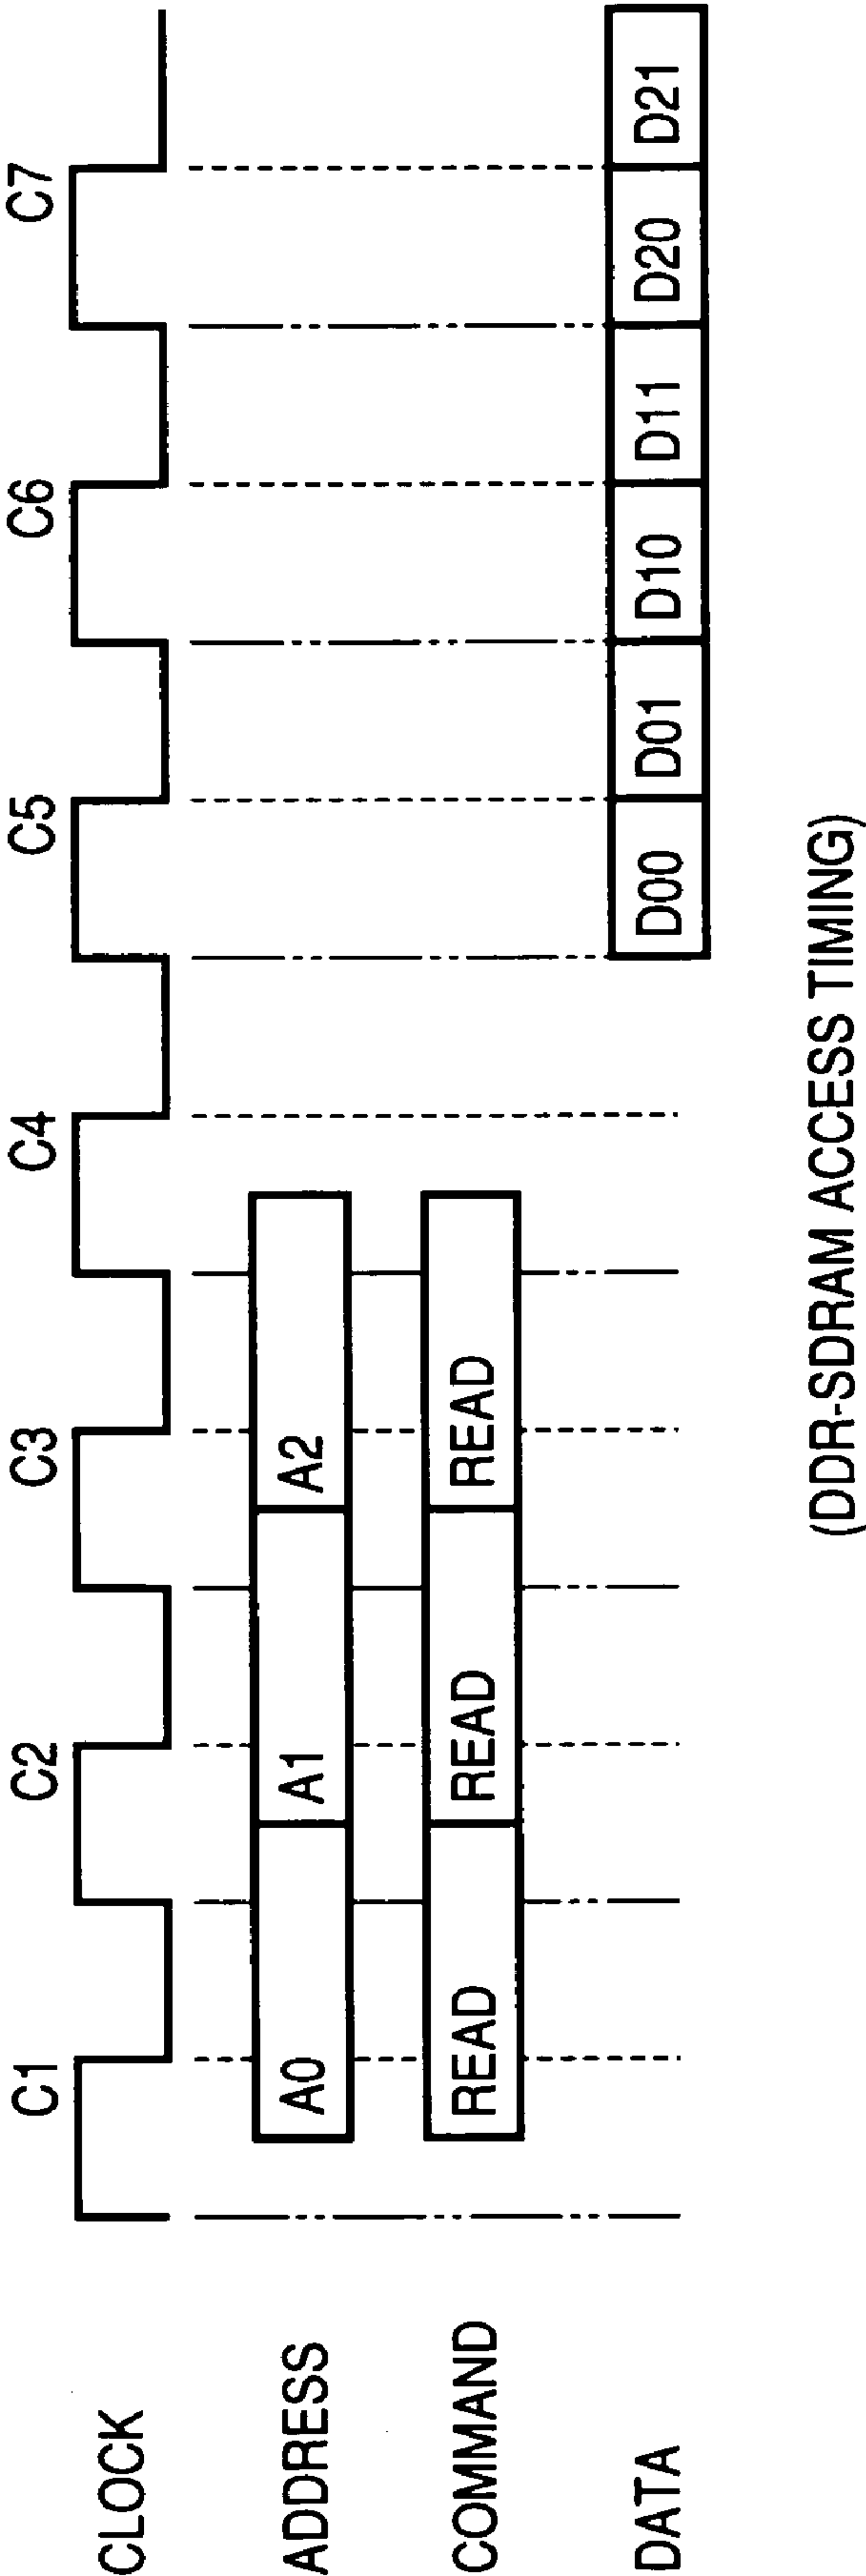 C1 C2 C3 C4 C5 C6 C7
CLOCK
ADDRESS A0 A1 A2
COMMAND READ READ READ
DATA D00 D01 D10 D11 D20 D21
(DDR-SDRAM ACCESS TIMING)